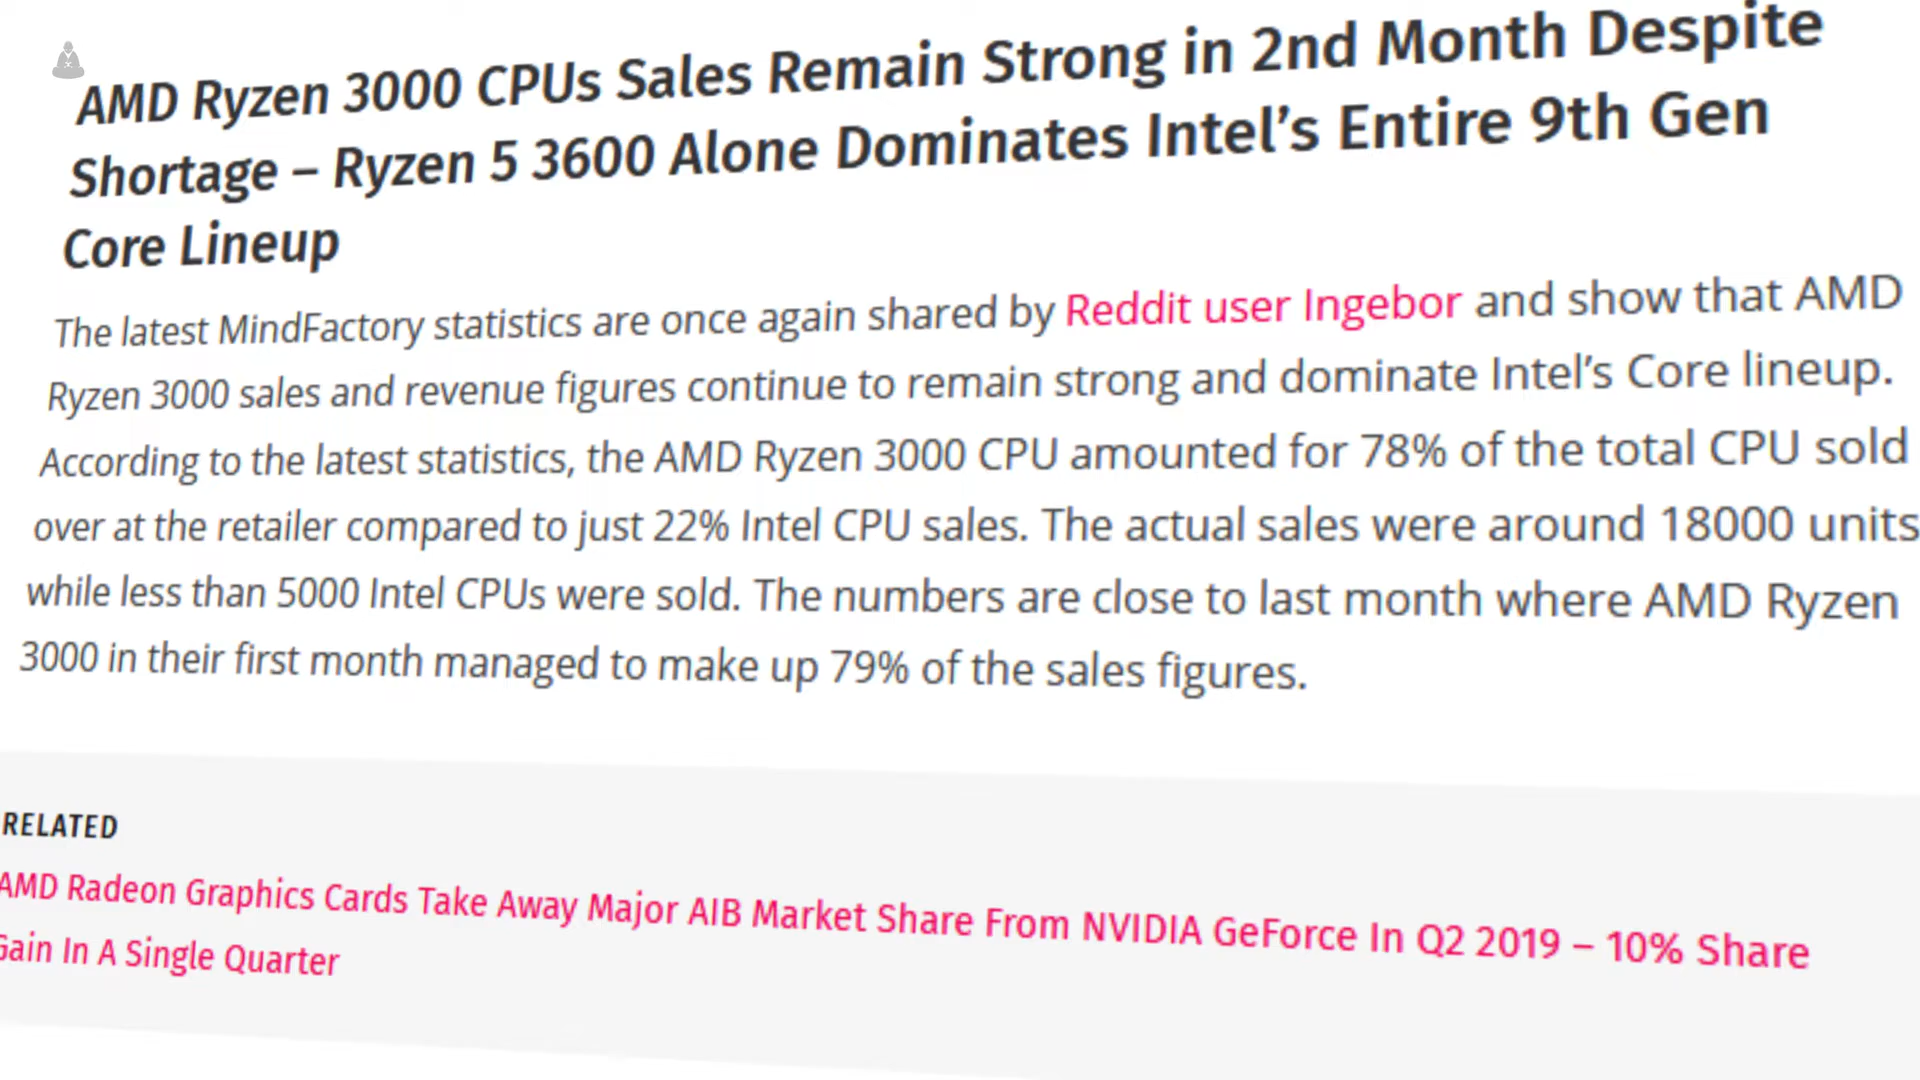 AMD Ryzen 3000 CPUs Sales Remain Strong in 2nd Month Despite
Shortage – Ryzen 5 3600 Alone Dominates Intel’s Entire 9th Gen
Core Lineup
The latest MindFactory statistics are once again shared by Reddit user Ingebor and show that AMD
Ryzen 3000 sales and revenue figures continue to remain strong and dominate Intel’s Core lineup.
According to the latest statistics, the AMD Ryzen 3000 CPU amounted for 78% of the total CPU sold
over at the retailer compared to just 22% Intel CPU sales. The actual sales were around 18000 units
while less than 5000 Intel CPUs were sold. The numbers are close to last month where AMD Ryzen
3000 in their first month managed to make up 79% of the sales figures.
RELATED
AMD Radeon Graphics Cards Take Away Major AIB Market Share From NVIDIA GeForce In Q2 2019 – 10% Share
Gain In A Single Quarter